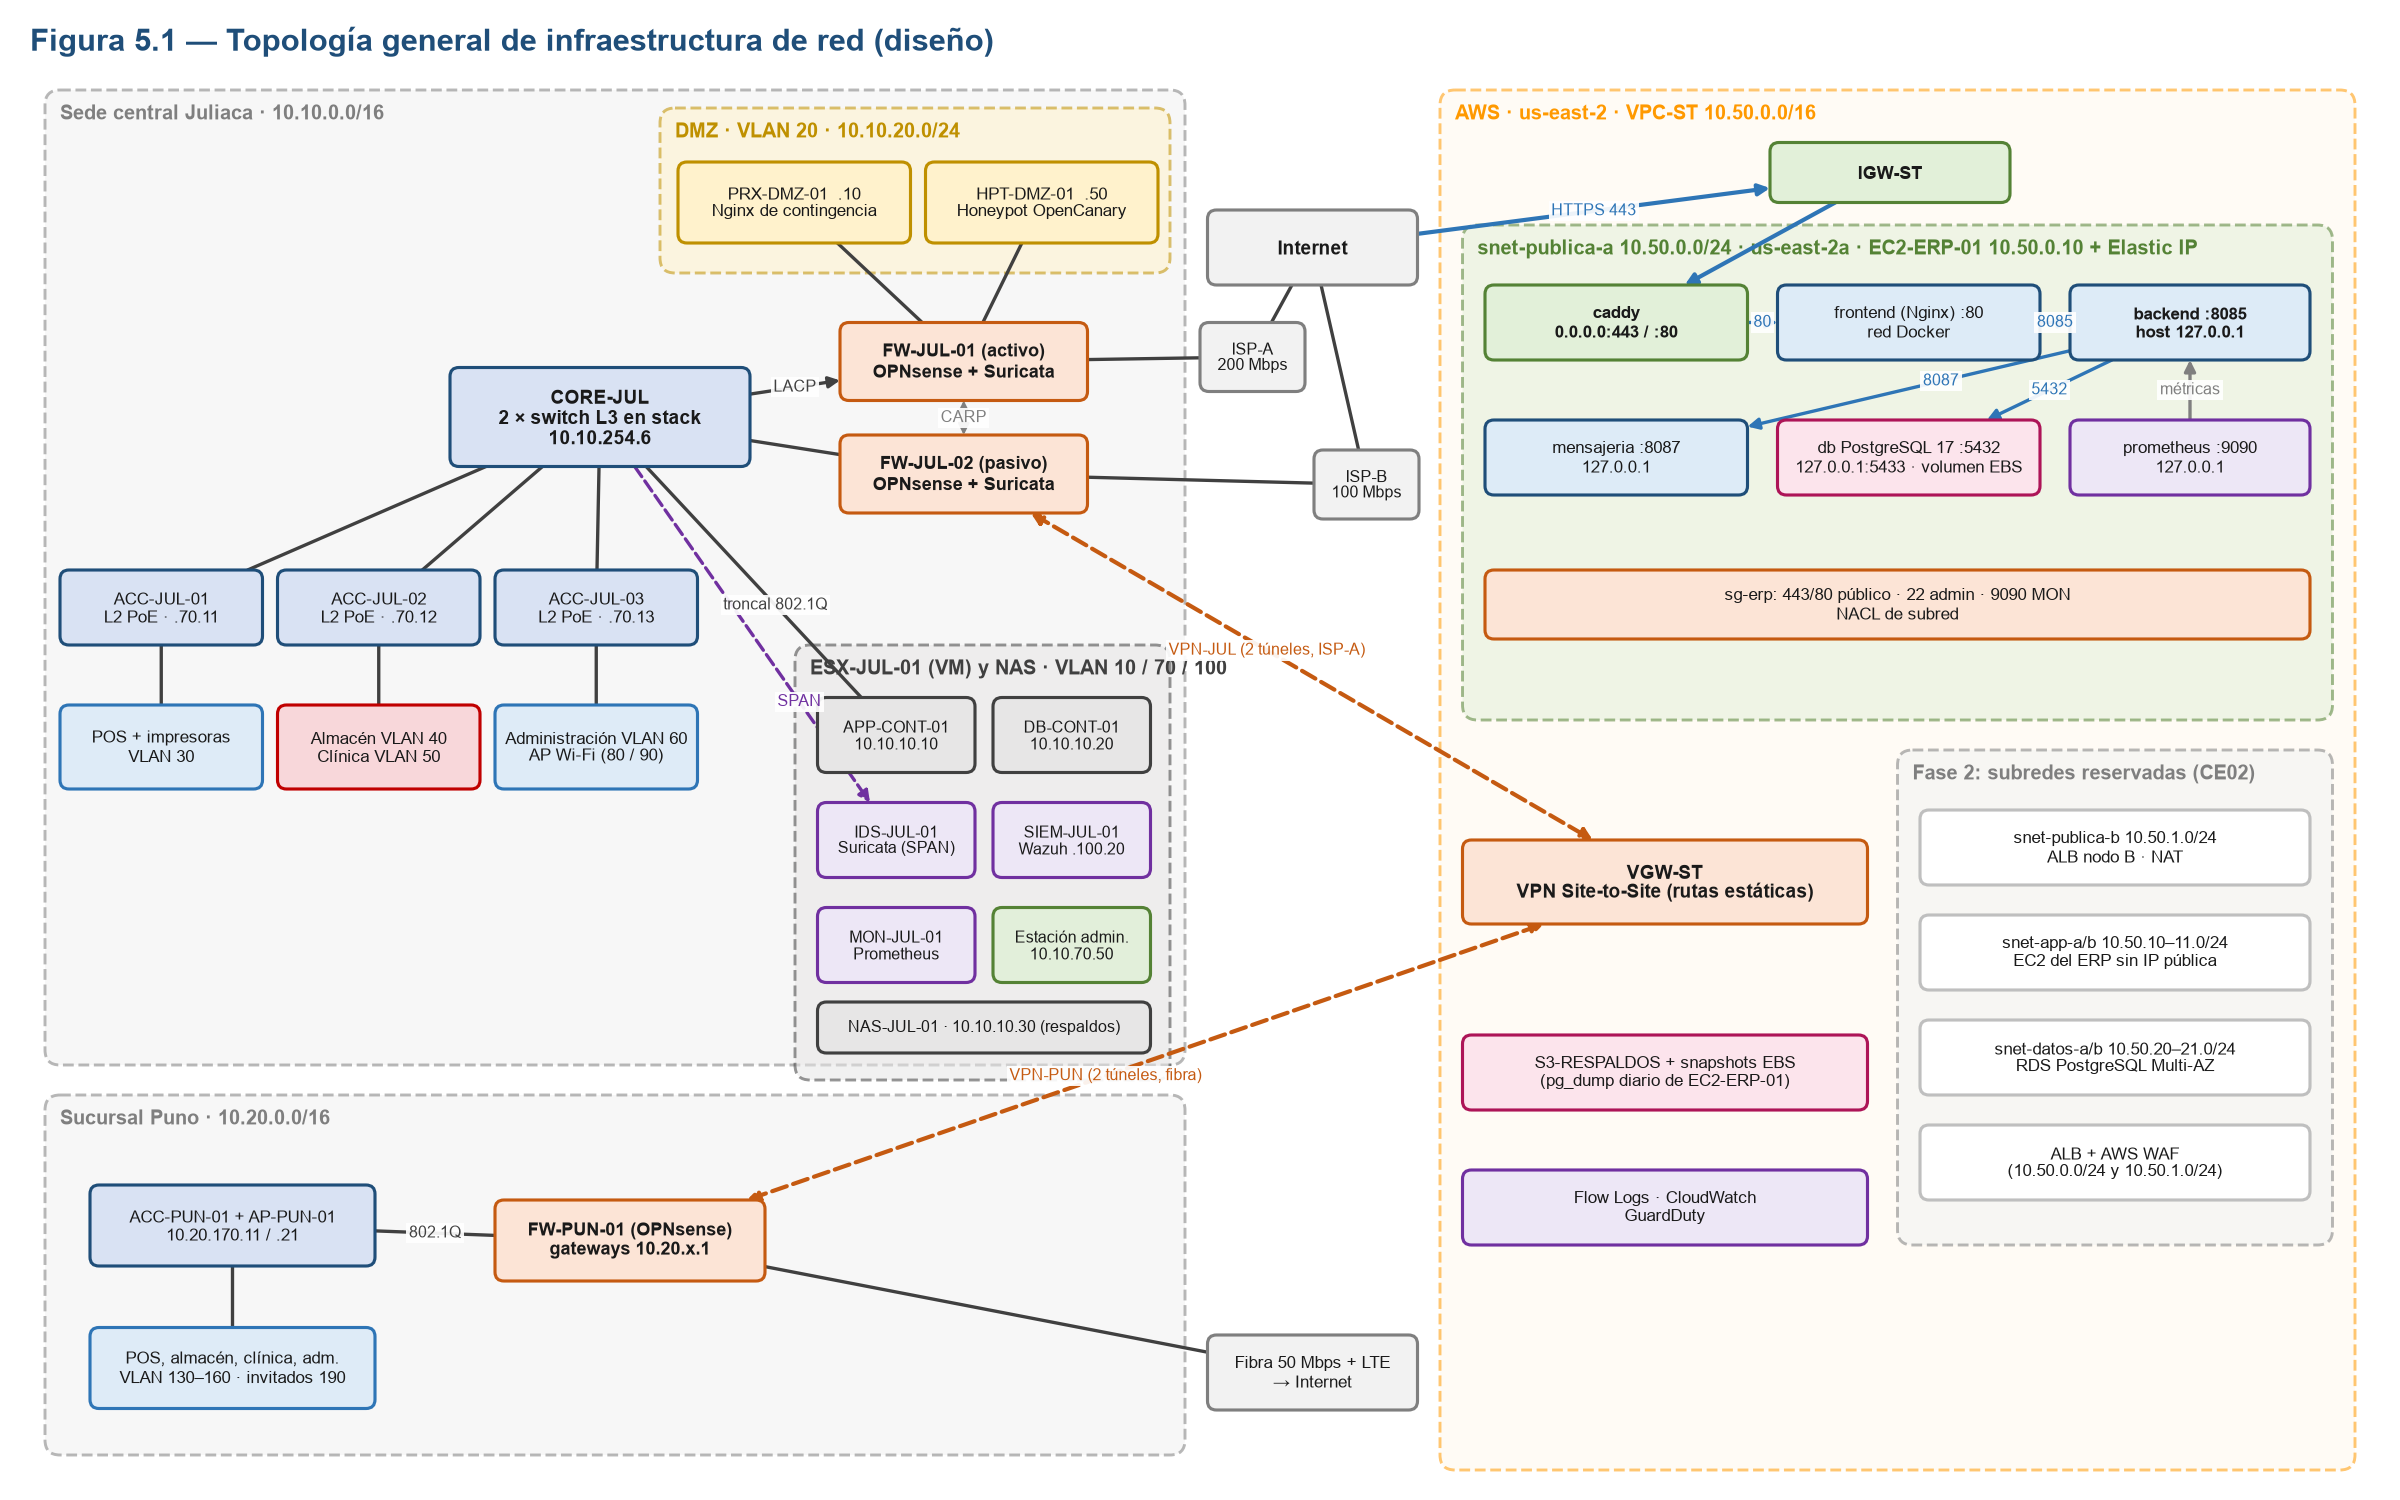 Figura 5.1 — Topología general de infraestructura de red (diseño)
Sede central Juliaca · 10.10.0.0/16
DMZ · VLAN 20 · 10.10.20.0/24
PRX-DMZ-01 .10
Nginx de contingencia
HPT-DMZ-01 .50
Honeypot OpenCanary
FW-JUL-01 (activo)
OPNsense + Suricata
CORE-JUL
2 × switch L3 en stack
10.10.254.6
LACP
CARP
FW-JUL-02 (pasivo)
OPNsense + Suricata
Internet
ISP-A
200 Mbps
ISP-B
100 Mbps
ACC-JUL-01
L2 PoE · .70.11
ACC-JUL-02
L2 PoE · .70.12
ACC-JUL-03
L2 PoE · .70.13
troncal 802.1Q
SPAN
POS + impresoras
VLAN 30
Almacén VLAN 40
Clínica VLAN 50
Administración VLAN 60
AP Wi-Fi (80 / 90)
ESX-JUL-01 (VM) y NAS · VLAN 10 / 70 / 100
APP-CONT-01
10.10.10.10
DB-CONT-01
10.10.10.20
IDS-JUL-01
Suricata (SPAN)
SIEM-JUL-01
Wazuh .100.20
MON-JUL-01
Prometheus
Estación admin.
10.10.70.50
NAS-JUL-01 · 10.10.10.30 (respaldos)
VPN-JUL (2 túneles, ISP-A)
VPN-PUN (2 túneles, fibra)
Sucursal Puno · 10.20.0.0/16
ACC-PUN-01 + AP-PUN-01
10.20.170.11 / .21
802.1Q
FW-PUN-01 (OPNsense)
gateways 10.20.x.1
POS, almacén, clínica, adm.
VLAN 130–160 · invitados 190
Fibra 50 Mbps + LTE
→ Internet
AWS · us-east-2 · VPC-ST 10.50.0.0/16
IGW-ST
HTTPS 443
snet-publica-a 10.50.0.0/24 · us-east-2a · EC2-ERP-01 10.50.0.10 + Elastic IP
caddy
0.0.0.0:443 / :80
80
frontend (Nginx) :80
red Docker
8085
backend :8085
host 127.0.0.1
8087
5432
métricas
mensajeria :8087
127.0.0.1
db PostgreSQL 17 :5432
127.0.0.1:5433 · volumen EBS
prometheus :9090
127.0.0.1
sg-erp: 443/80 público · 22 admin · 9090 MON
NACL de subred
VGW-ST
VPN Site-to-Site (rutas estáticas)
S3-RESPALDOS + snapshots EBS
(pg_dump diario de EC2-ERP-01)
Flow Logs · CloudWatch
GuardDuty
Fase 2: subredes reservadas (CE02)
snet-publica-b 10.50.1.0/24
ALB nodo B · NAT
snet-app-a/b 10.50.10–11.0/24
EC2 del ERP sin IP pública
snet-datos-a/b 10.50.20–21.0/24
RDS PostgreSQL Multi-AZ
ALB + AWS WAF
(10.50.0.0/24 y 10.50.1.0/24)